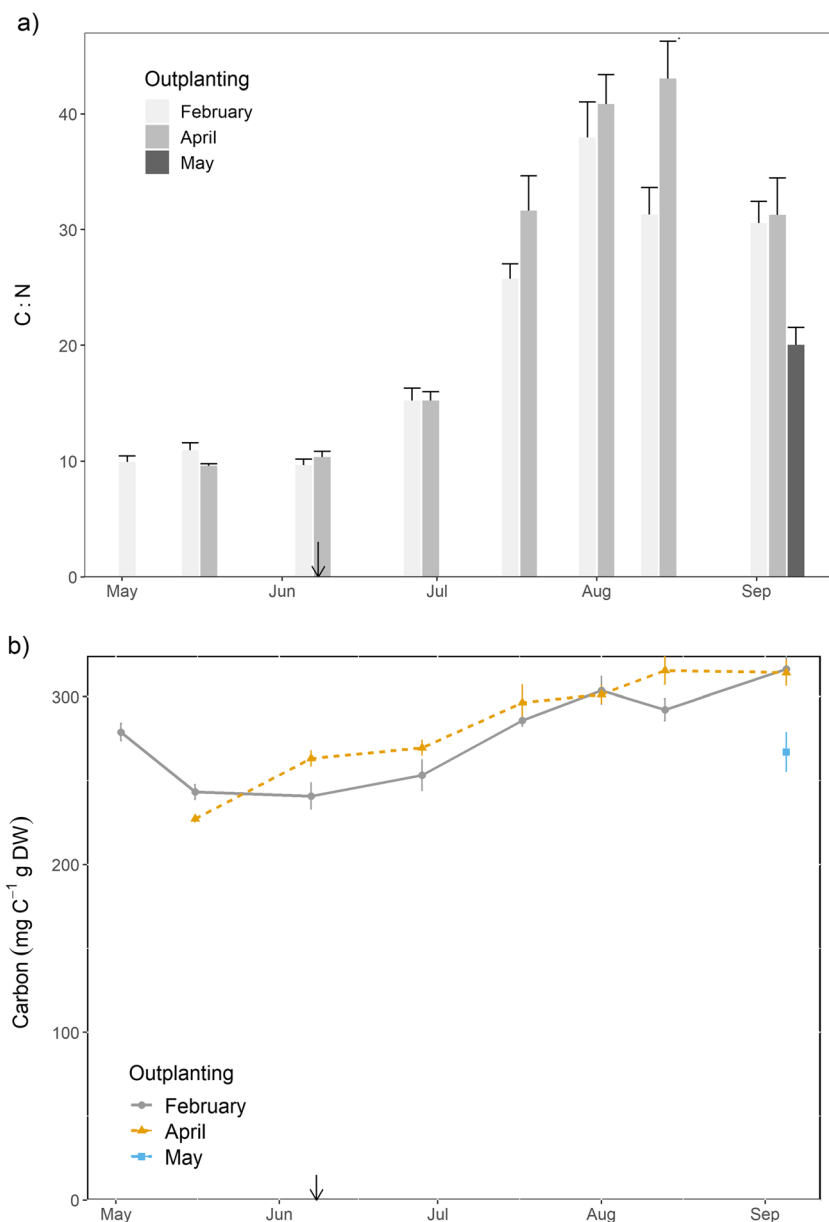 a)
Outplanting
February
April
May
C:N
40
30
20
10
0
May Jun Jul Aug Sep
b)
Carbon (mg C⁻¹ g DW)
300
200
100
0
Outplanting
February
April
May
May Jun Jul Aug Sep